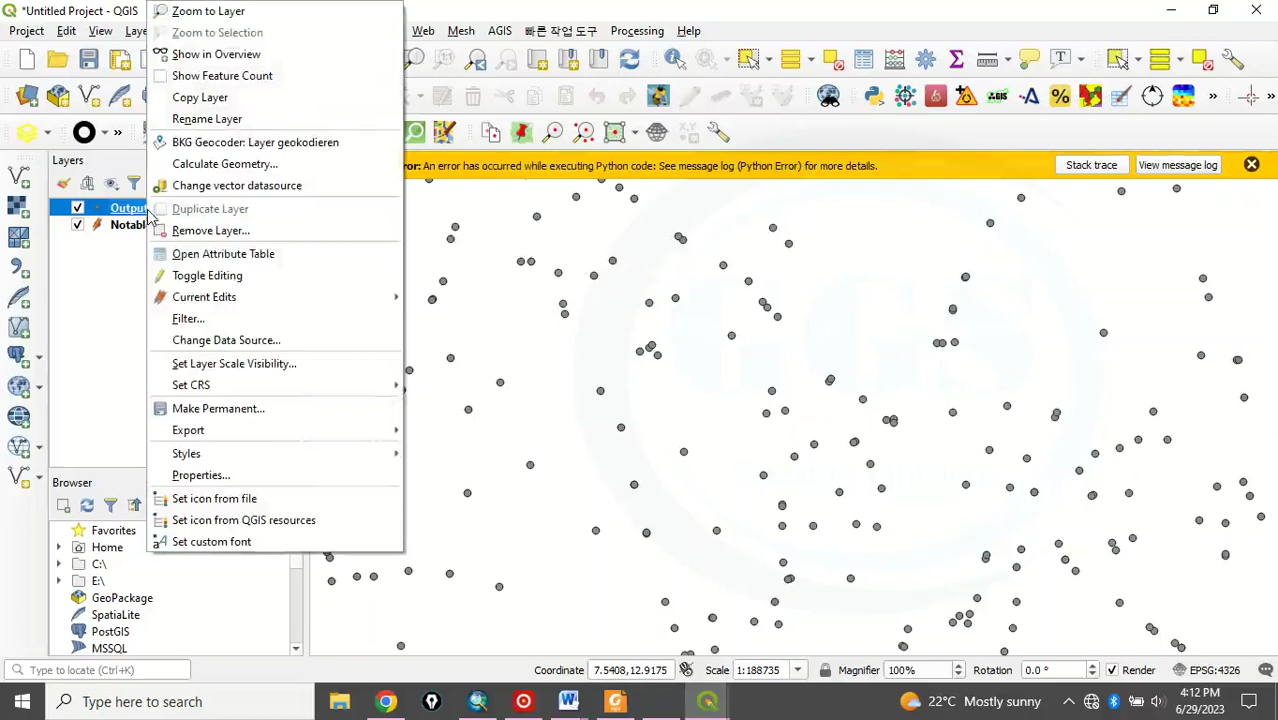 *Untitled Project - QGIS
Project
Edit
View
Web
Mesh
AGIS
빠른 작업 도구
Processing
Help
Zoom to Layer
Zoom to Selection
Show in Overview
Show Feature Count
Copy Layer
Rename Layer
BKG Geocoder: Layer geokodieren
Calculate Geometry...
Change vector datasource
Duplicate Layer
Remove Layer...
Open Attribute Table
Toggle Editing
Current Edits
Filter...
Change Data Source...
Set Layer Scale Visibility...
Set CRS
Make Permanent...
Export
Styles
Properties...
Set icon from file
Set icon from QGIS resources
Set custom font
An error has occurred while executing Python code: See message log (Python Error) for more details.
Stack trace
View message log
Layers
Output
Browser
Favorites
Home
C:\
E:\
GeoPackage
SpatiaLite
PostGIS
MSSQL
GGS
Type to locate (Ctrl+K)
Coordinate
7.5408,12.9175
Scale
1:188735
Magnifier
100%
Rotation
0.0 °
Render
EPSG:4326
Type here to search
22°C Mostly sunny
4:12 PM
6/29/2023